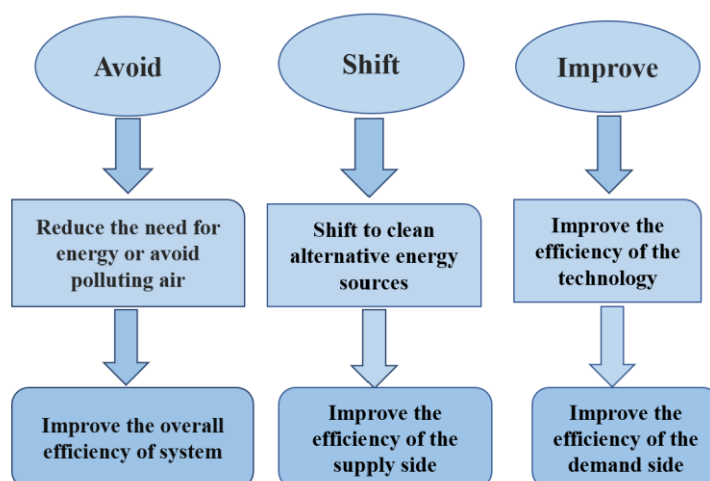 Avoid
Shift
Improve
Reduce the need for
energy or avoid
polluting air
Shift to clean
alternative energy
sources
Improve the
efficiency of the
technology
Improve the overall
efficiency of system
Improve the
efficiency of the
supply side
Improve the
efficiency of the
demand side